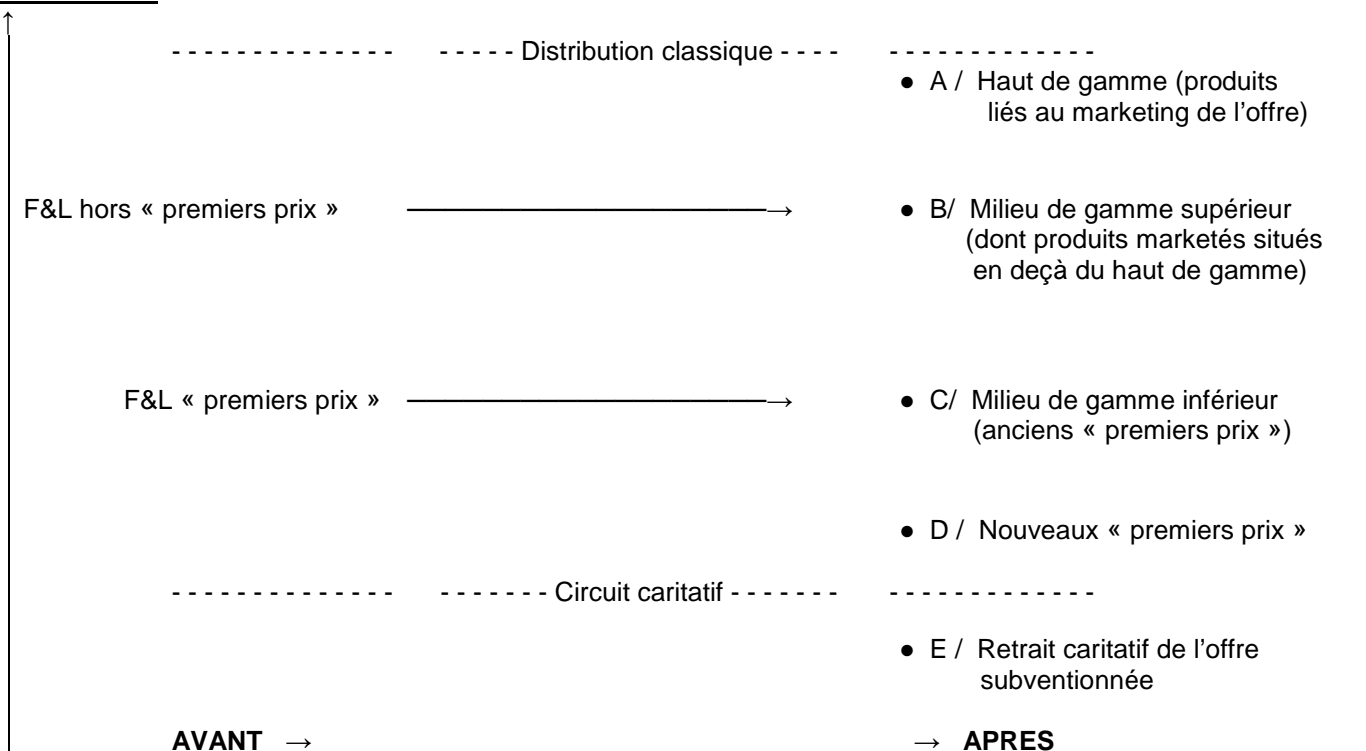 ↑
- - - - - - - - - - - - - - - - - - - Distribution classique - - - - - - - - - - - - - - - - -
● A / Haut de gamme (produits
liés au marketing de l’offre)
F&L hors « premiers prix » ────────────────→ ● B/ Milieu de gamme supérieur
(dont produits marketés situés
en deçà du haut de gamme)
F&L « premiers prix » ────────────────→ ● C/ Milieu de gamme inférieur
(anciens « premiers prix »)
● D / Nouveaux « premiers prix »
- - - - - - - - - - - - - - - - - - - - - Circuit caritatif - - - - - - - - - - - - - - - - - - - -
● E / Retrait caritatif de l’offre
subventionnée
AVANT → → APRES